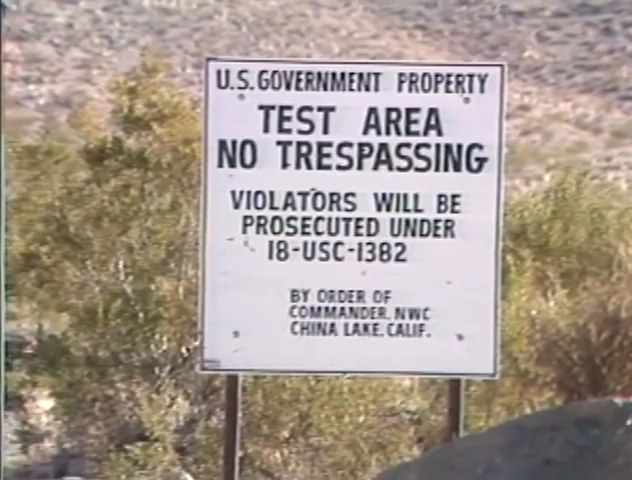 U.S. GOVERNMENT PROPERTY
TEST AREA
NO TRESPASSING
VIOLATORS WILL BE
PROSECUTED UNDER
18-USC-1382
BY ORDER OF
COMMANDER, NWC
CHINA LAKE, CALIF.